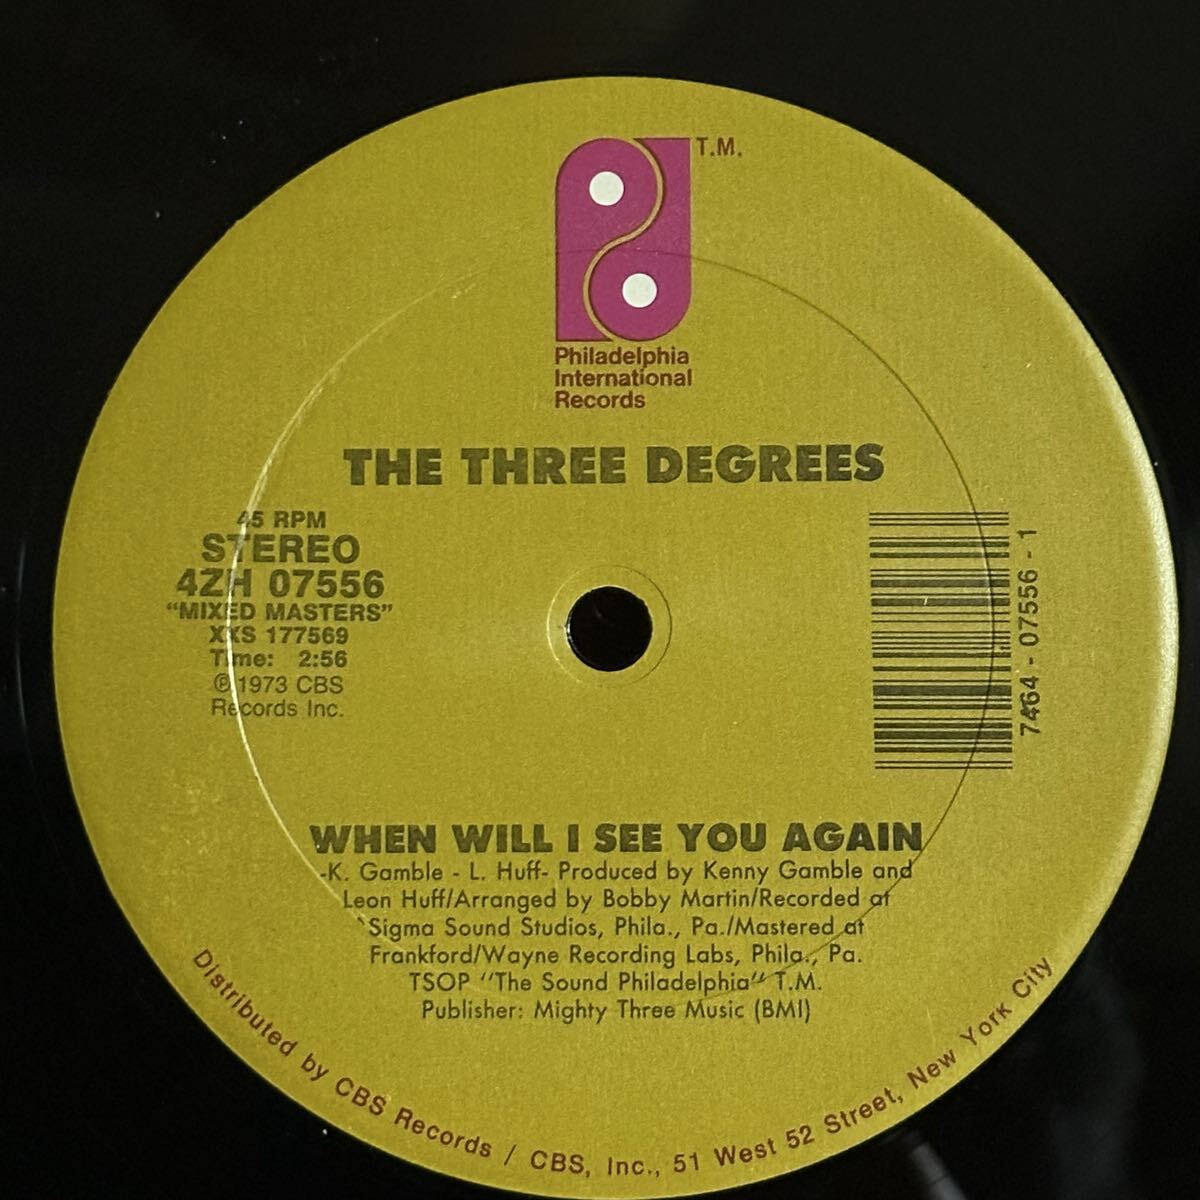 T.M.
Philadelphia
International
Records
THE THREE DEGREES
45 RPM
STEREO
4ZH 07556
"MIXED MASTERS"
XXS 177569
Time: 2:56
℗ 1973 CBS
Records Inc.
7464 - 07556 - 1
WHEN WILL I SEE YOU AGAIN
-K. Gamble - L. Huff- Produced by Kenny Gamble and
Leon Huff/Arranged by Bobby Martin/Recorded at
Sigma Sound Studios, Phila., Pa./Mastered at
Frankford/Wayne Recording Labs, Phila., Pa.
TSOP "The Sound Philadelphia" T.M.
Publisher: Mighty Three Music (BMI)
Distributed by CBS Records / CBS, Inc., 51 West 52 Street, New York City